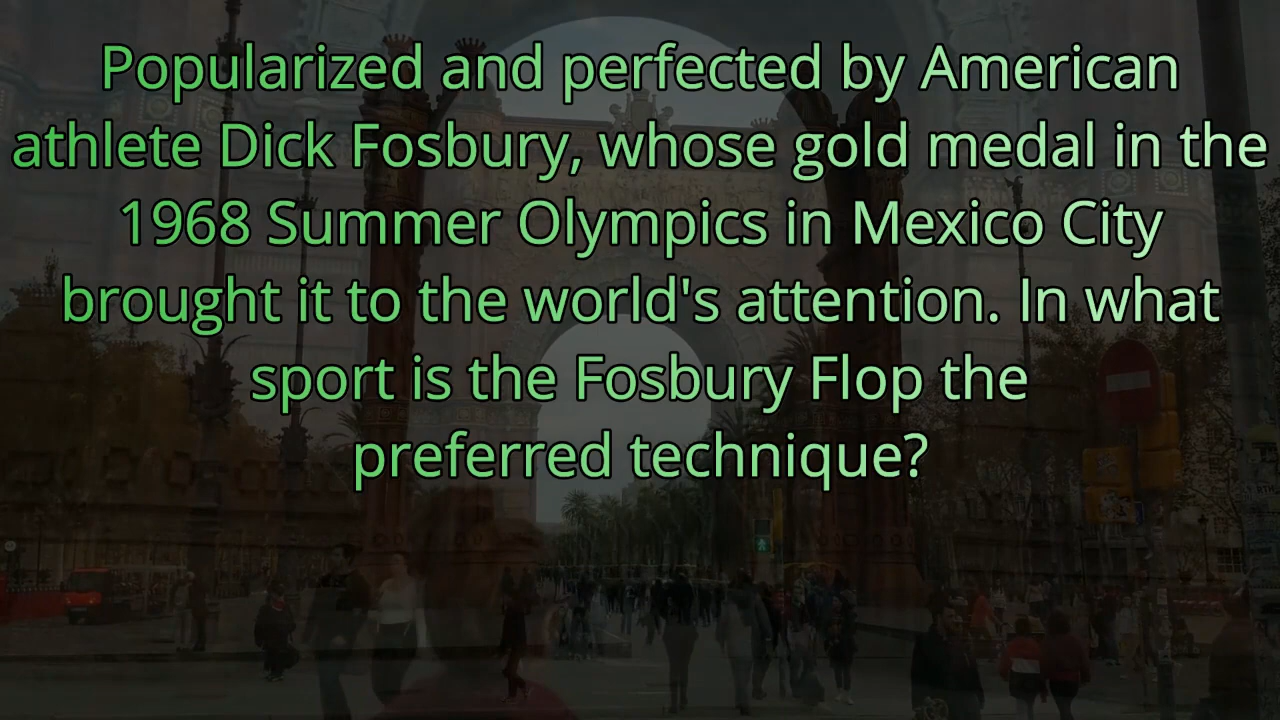 Popularized and perfected by American
athlete Dick Fosbury, whose gold medal in the
1968 Summer Olympics in Mexico City
brought it to the world's attention. In what
sport is the Fosbury Flop the
preferred technique?